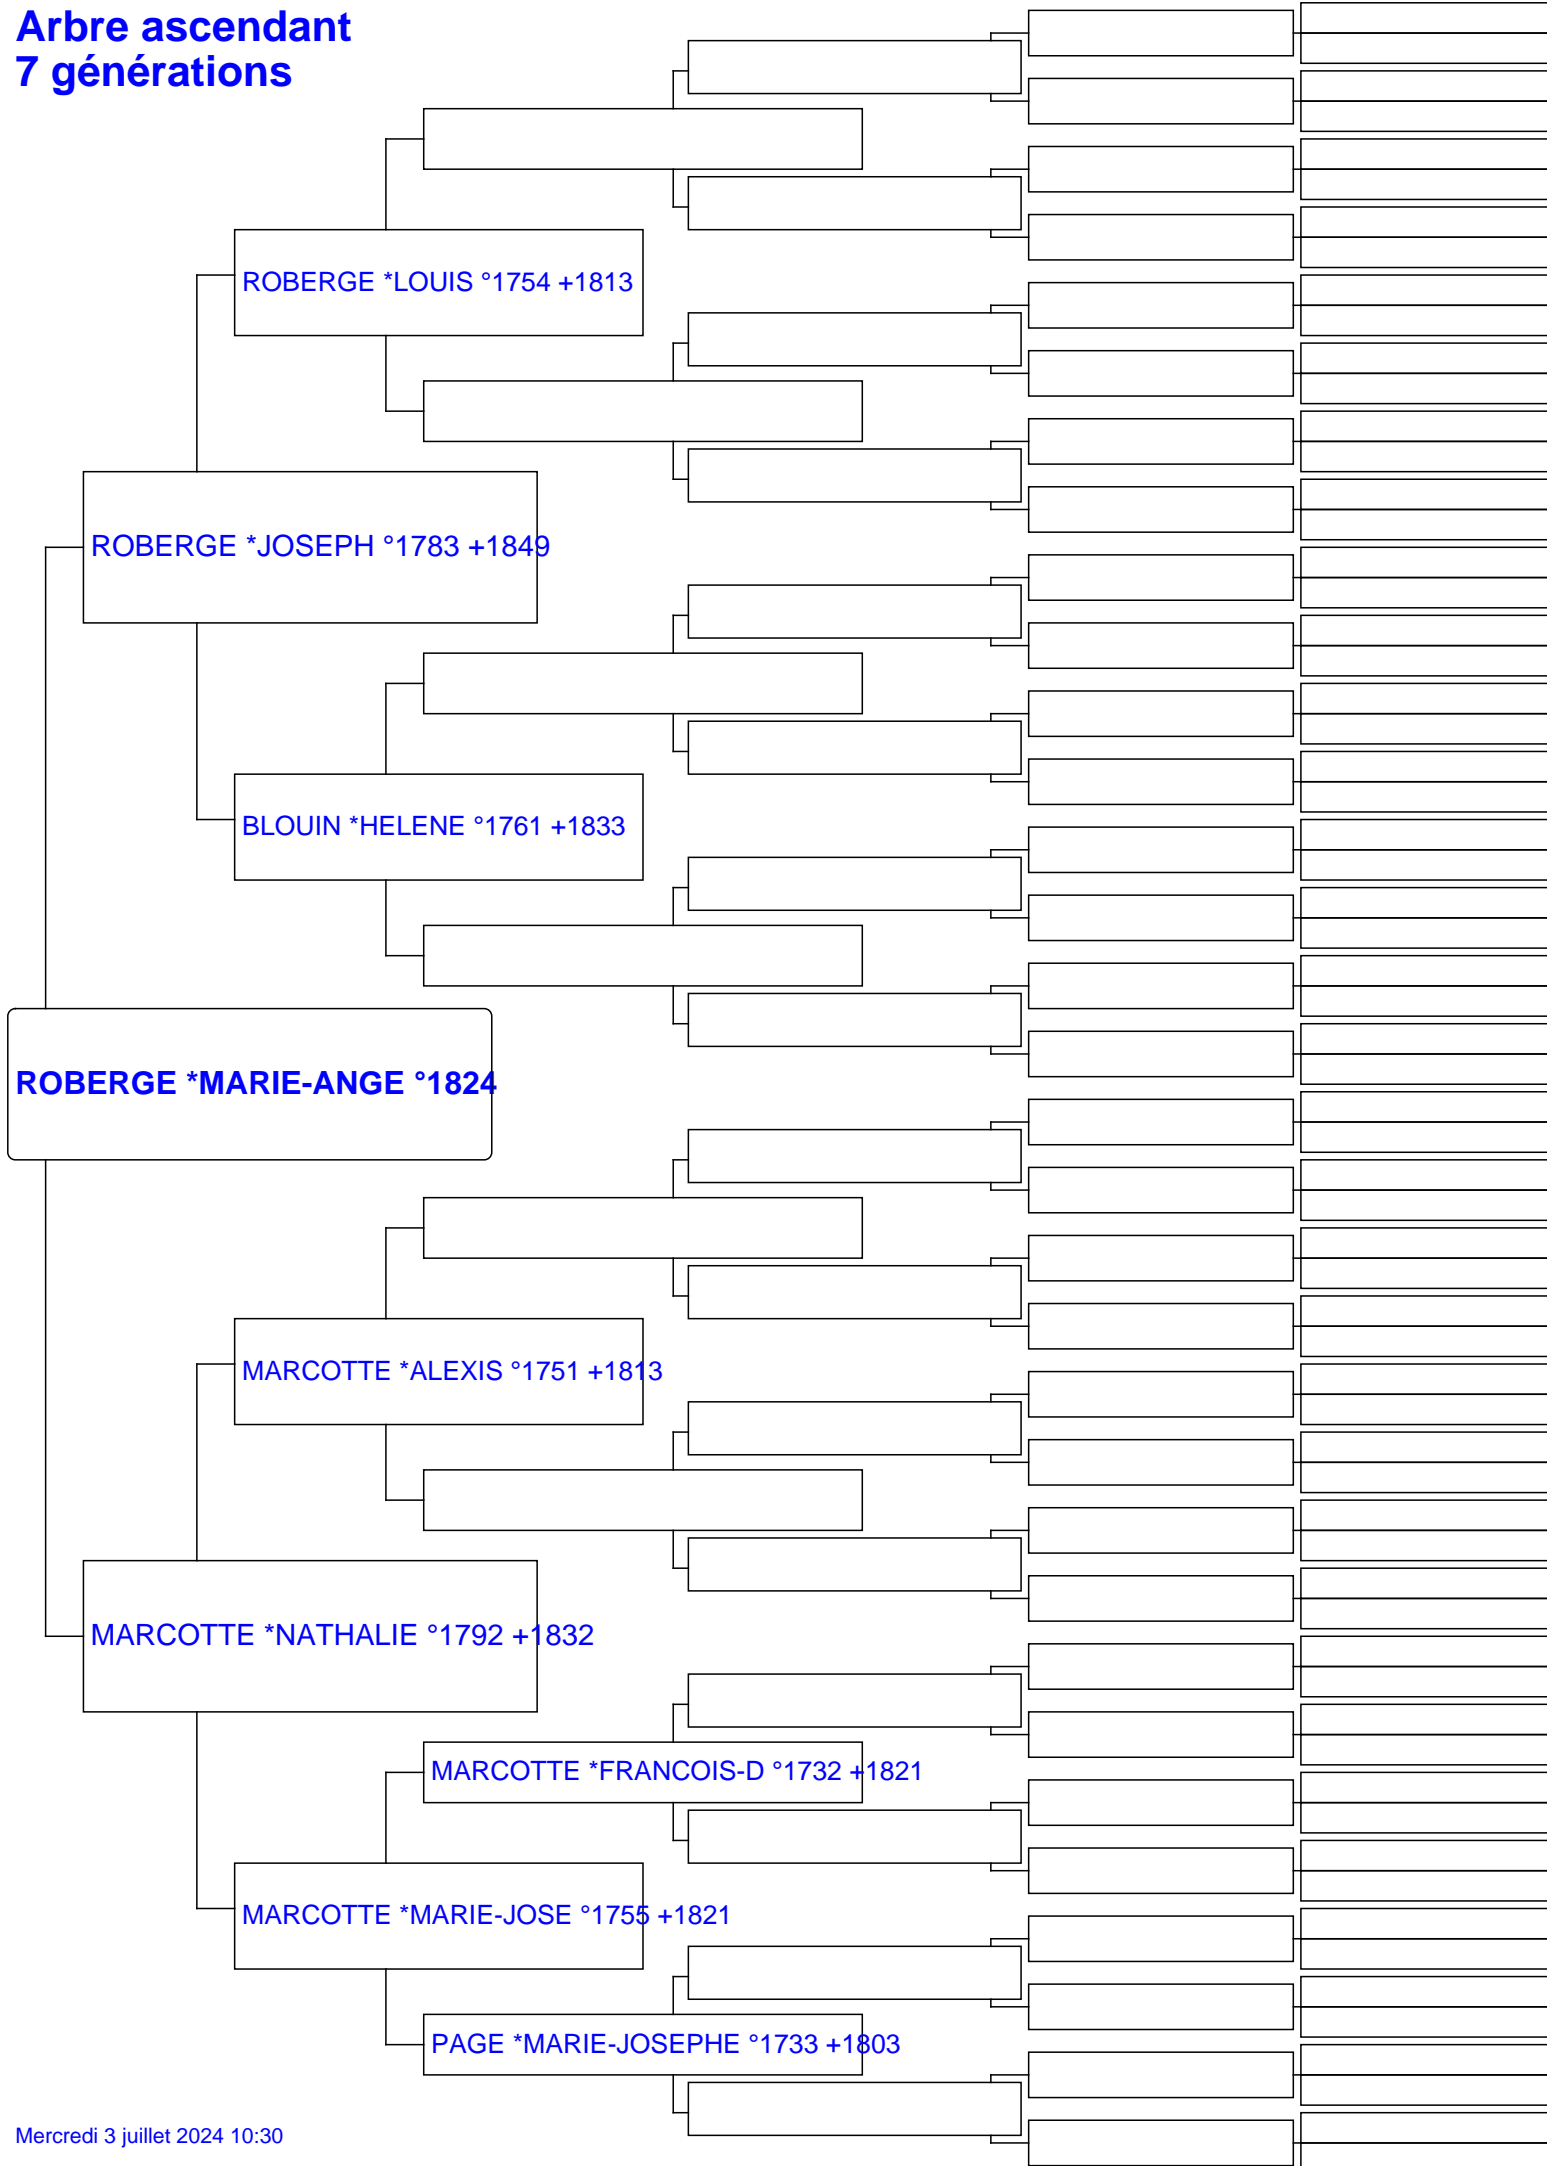 Arbre ascendant
7 générations
ROBERGE *LOUIS °1754 +1813
ROBERGE *JOSEPH °1783 +1849
BLOUIN *HELENE °1761 +1833
ROBERGE *MARIE-ANGE °1824
MARCOTTE *ALEXIS °1751 +1813
MARCOTTE *NATHALIE °1792 +1832
MARCOTTE *FRANCOIS-D °1732 +1821
MARCOTTE *MARIE-JOSE °1755 +1821
PAGE *MARIE-JOSEPHE °1733 +1803
Mercredi 3 juillet 2024 10:30